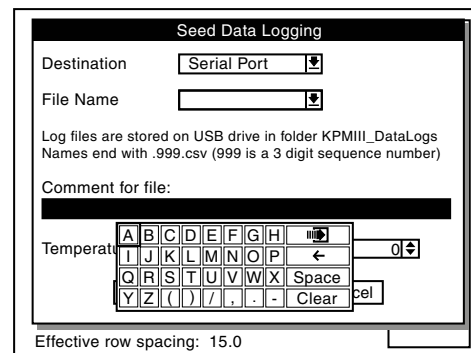 Seed Data Logging
Destination Serial Port
File Name
Log files are stored on USB drive in folder KPMIII_DataLogs
Names end with .999.csv (999 is a 3 digit sequence number)
Comment for file:
A B C D E F G H
Temperatu I J K L M N O P ← 0
Q R S T U V W X Space
Y Z ( ) / , . - Clear cel
Effective row spacing: 15.0